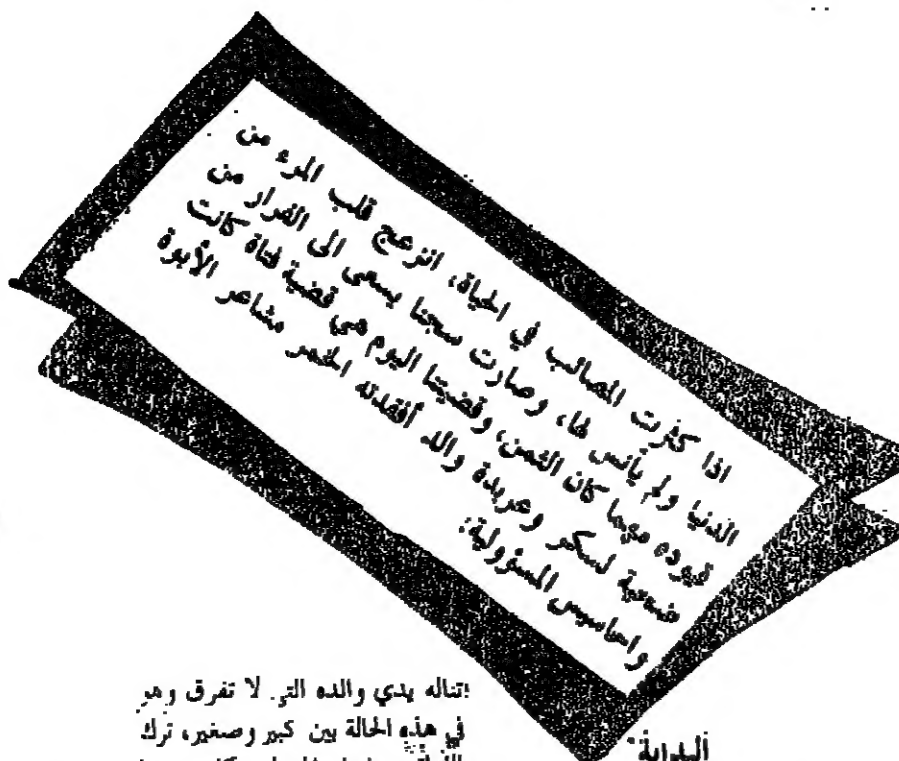 اذا كثرت المصائب في الحياة، انزعج قلب المرء من
الدنيا ولم يأنس لها، وصارت سجنا يسعى الى الفرار من
قيوده مهما كان الثمن، وقضيتنا اليوم هي قضية فتاة كانت
ضحية لسكر وعربدة والد أفقدته الخمر مشاعر الأبوة
واحاسيس المسؤولية:
البداية
تناله يدي والده التي لا تفرق وهو
في هذه الحالة بين كبير وصغير، ترك